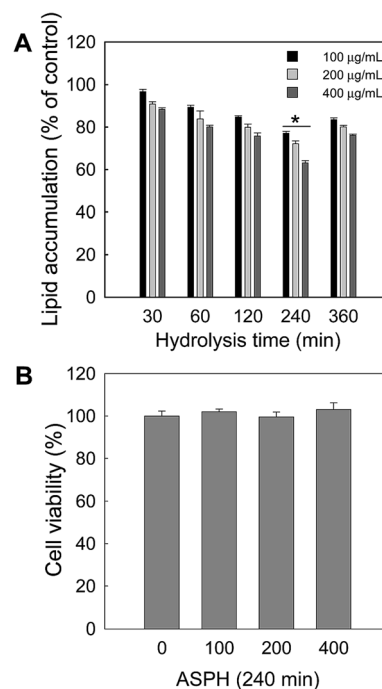 A
Lipid accumulation (% of control)
120
100
80
60
40
20
0
100 μg/mL
200 μg/mL
400 μg/mL
*
30 60 120 240 360
Hydrolysis time (min)
B
Cell viability (%)
120
100
80
60
40
20
0
0 100 200 400
ASPH (240 min)